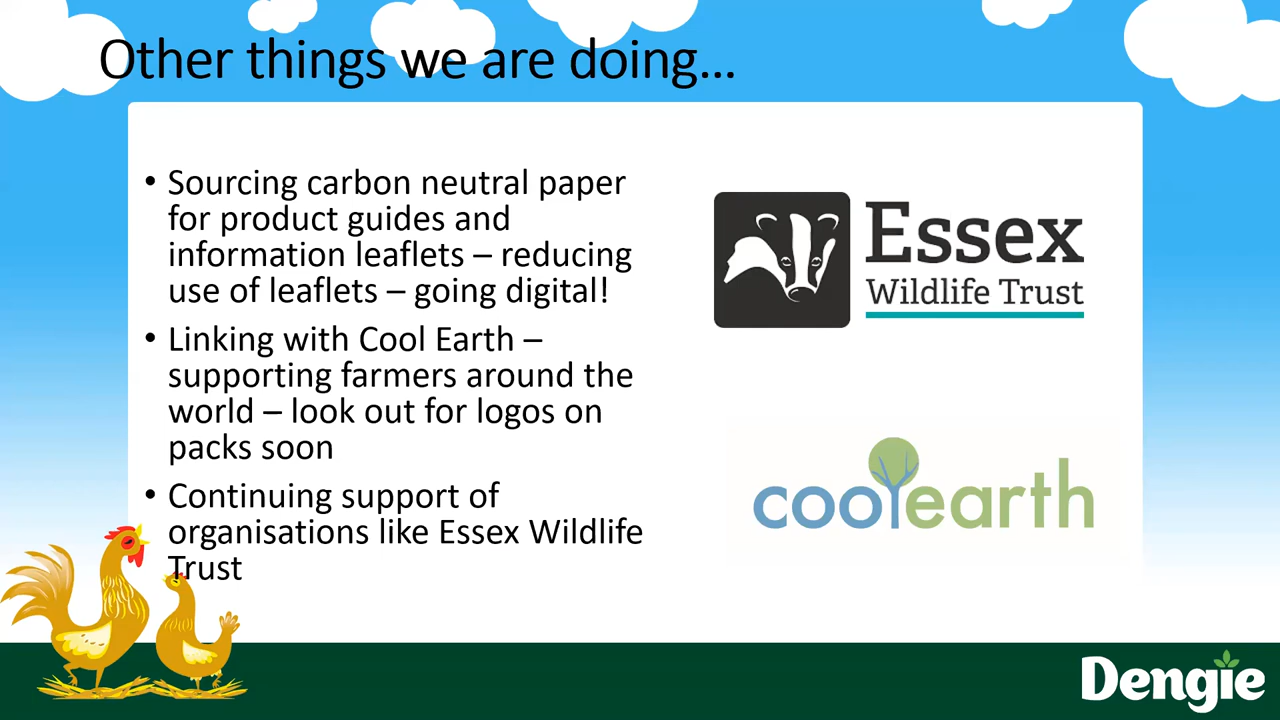 Other things we are doing...
• Sourcing carbon neutral paper
for product guides and
information leaflets – reducing
use of leaflets – going digital!
• Linking with Cool Earth –
supporting farmers around the
world – look out for logos on
packs soon
• Continuing support of
organisations like Essex Wildlife
Trust
Essex
Wildlife Trust
coolearth
Dengie